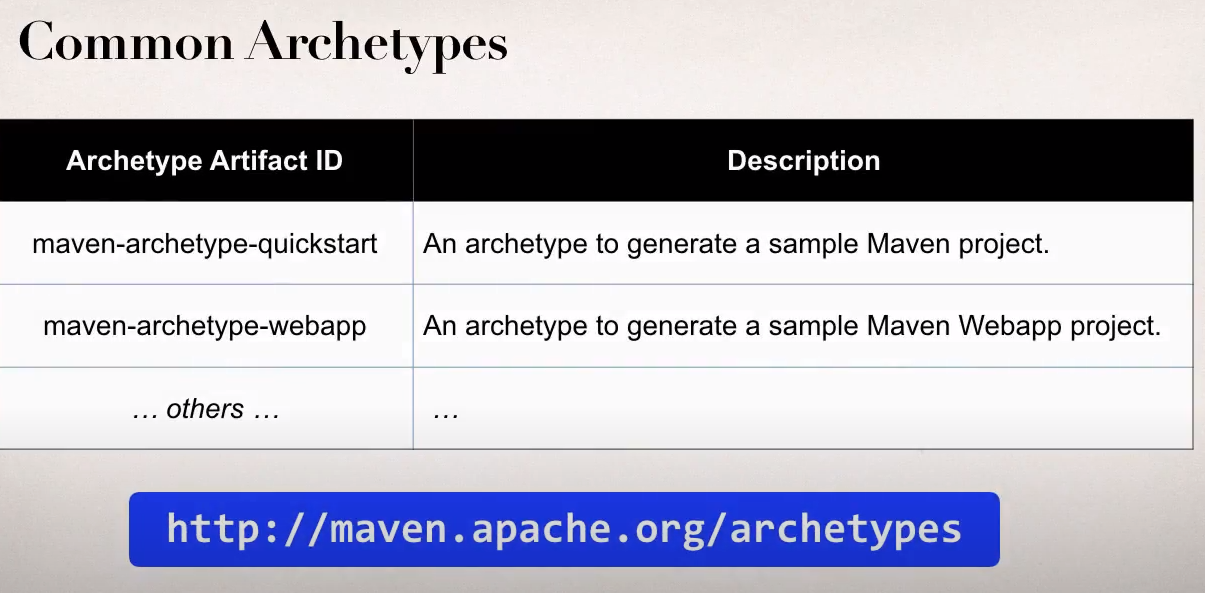 Common Archetypes
Archetype Artifact ID
Description
maven-archetype-quickstart
An archetype to generate a sample Maven project.
maven-archetype-webapp
An archetype to generate a sample Maven Webapp project.
… others …
…
http://maven.apache.org/archetypes